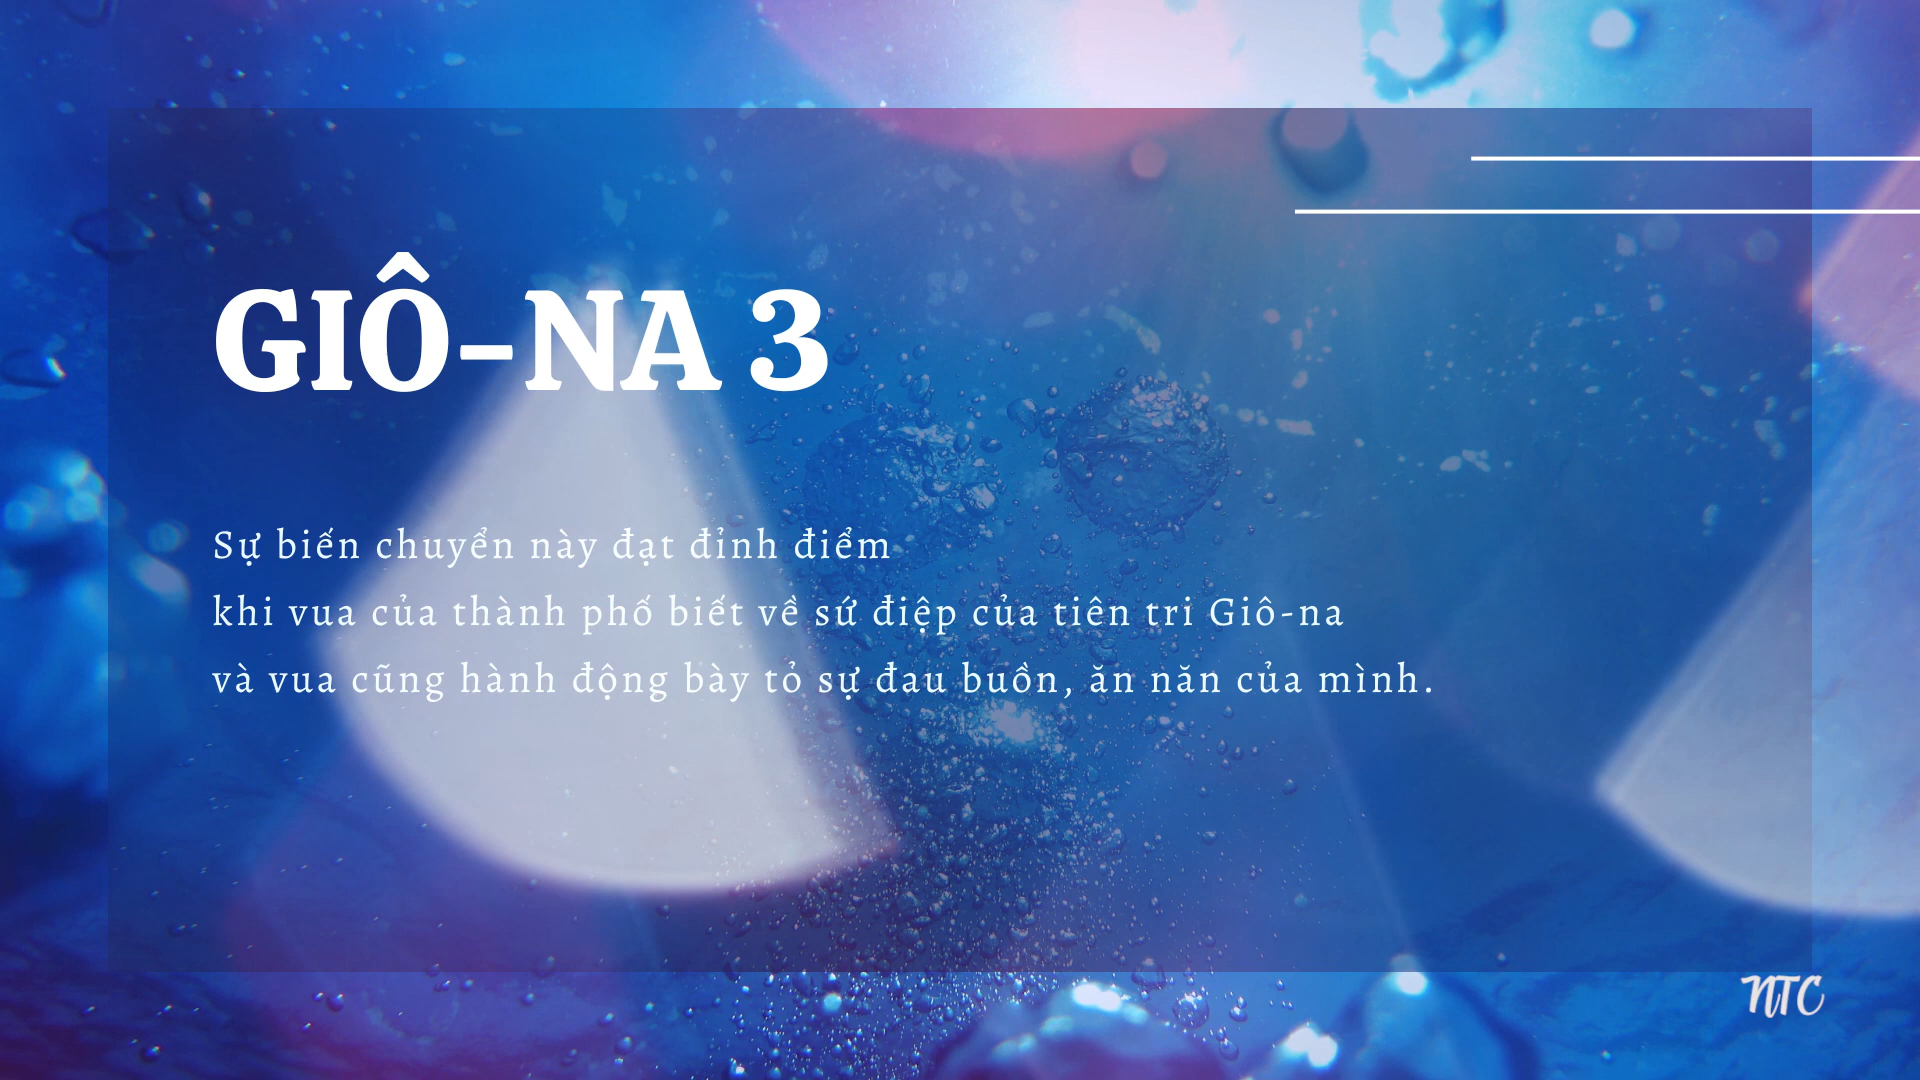 GIÔ-NA 3
Sự biến chuyển này đạt đỉnh điểm
khi vua của thành phố biết về sứ điệp của tiên tri Giô-na
và vua cũng hành động bày tỏ sự đau buồn, ăn năn của mình.
NTC